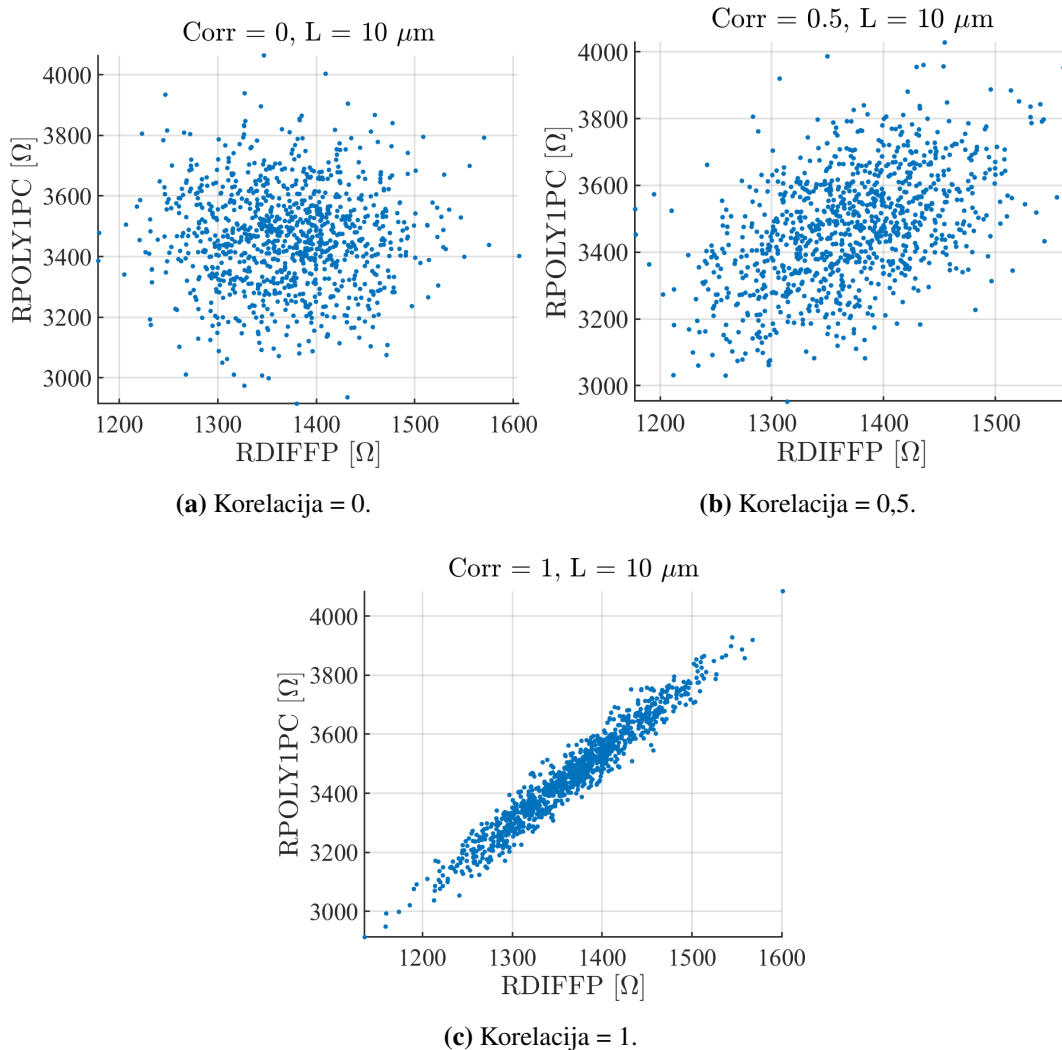 Corr = 0, L = 10 μm
4000
3800
3600
3400
3200
3000
RPOLY1PC [Ω]
1200 1300 1400 1500 1600
RDIFFP [Ω]
(a) Korelacija = 0.
Corr = 0.5, L = 10 μm
4000
3800
3600
3400
3200
3000
RPOLY1PC [Ω]
1200 1300 1400 1500
RDIFFP [Ω]
(b) Korelacija = 0,5.
Corr = 1, L = 10 μm
4000
3800
3600
3400
3200
3000
RPOLY1PC [Ω]
1200 1300 1400 1500 1600
RDIFFP [Ω]
(c) Korelacija = 1.